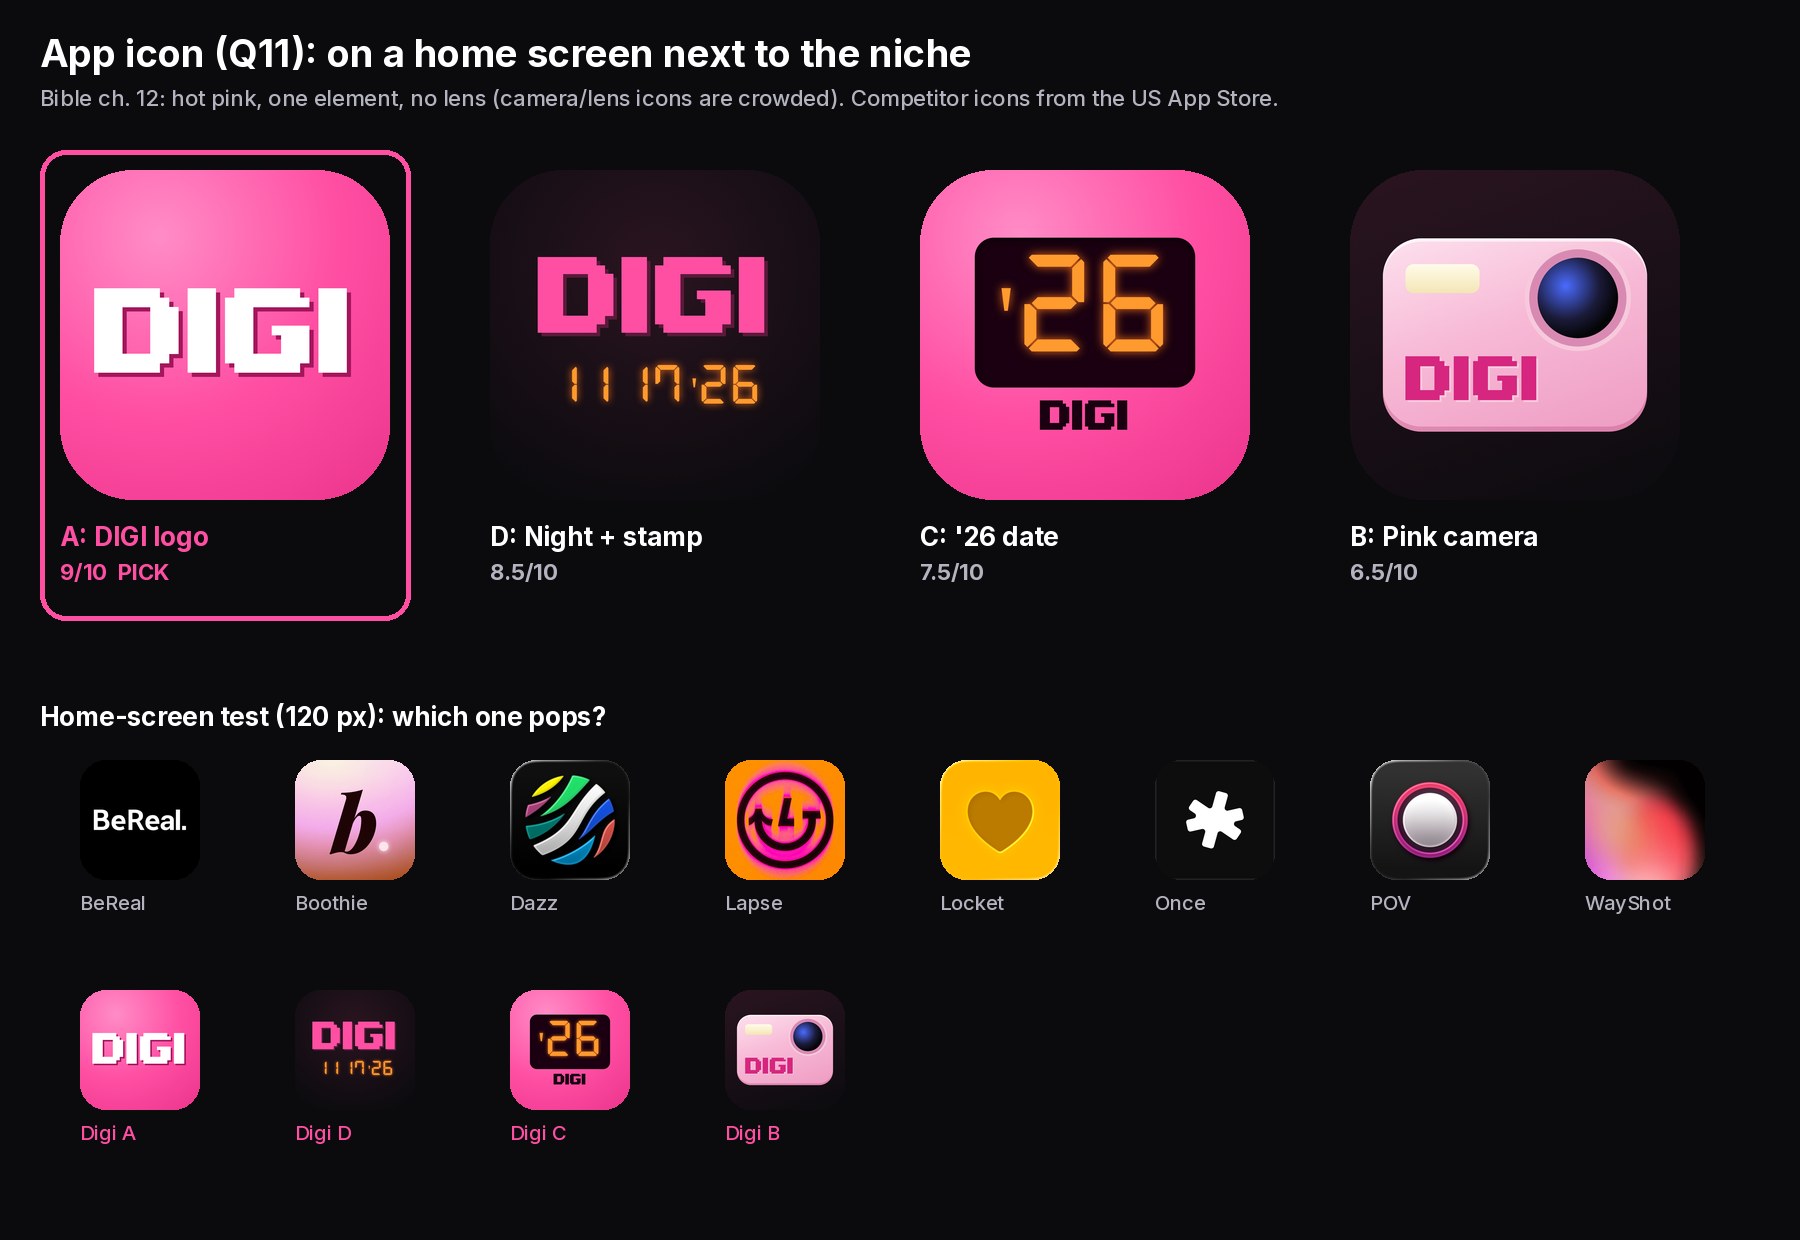 App icon (Q11): on a home screen next to the niche
Bible ch. 12: hot pink, one element, no lens (camera/lens icons are crowded). Competitor icons from the US App Store.
DIGI
DIGI
11 17 '26
'26
DIGI
DIGI
A: DIGI logo
9/10 PICK
D: Night + stamp
8.5/10
C: '26 date
7.5/10
B: Pink camera
6.5/10
Home-screen test (120 px): which one pops?
BeReal.
b.
BeReal
Boothie
Dazz
Lapse
Locket
Once
POV
WayShot
DIGI
DIGI
11 17 '26
'26
DIGI
DIGI
Digi A
Digi D
Digi C
Digi B